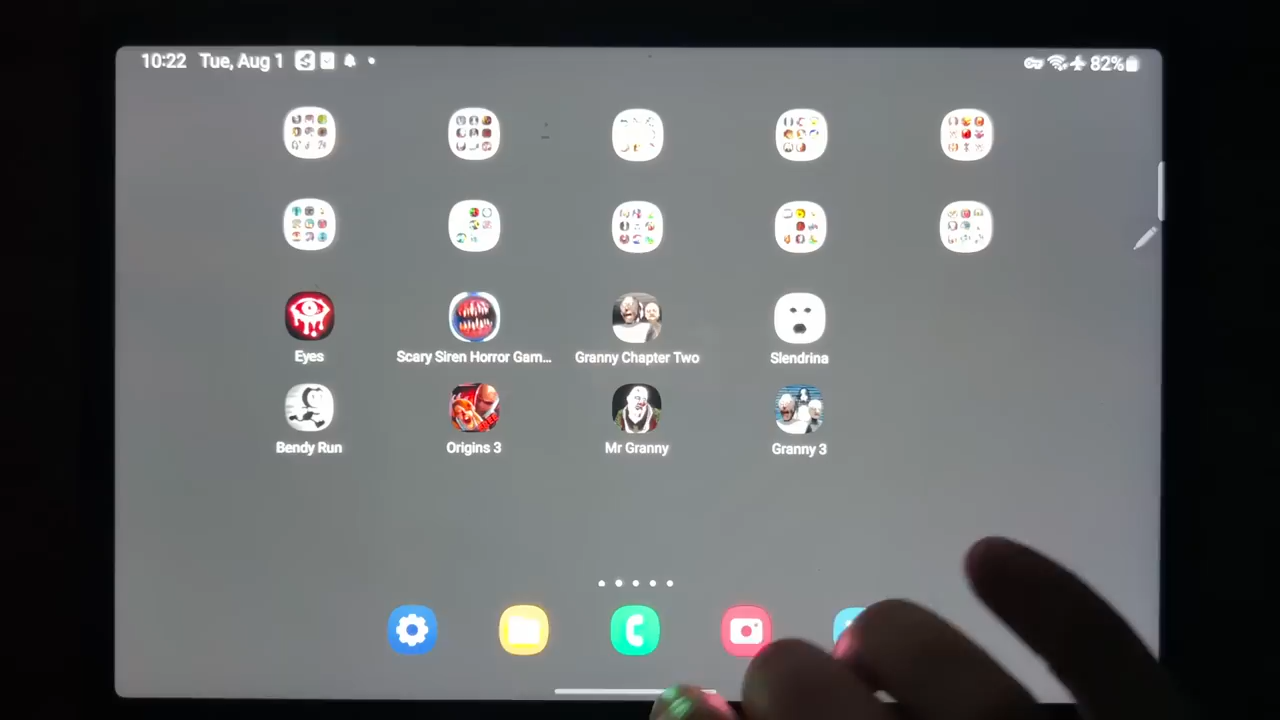 10:22 Tue, Aug 1 82%
Eyes Scary Siren Horror Gam... Granny Chapter Two Slendrina
Bendy Run Origins 3 Mr Granny Granny 3